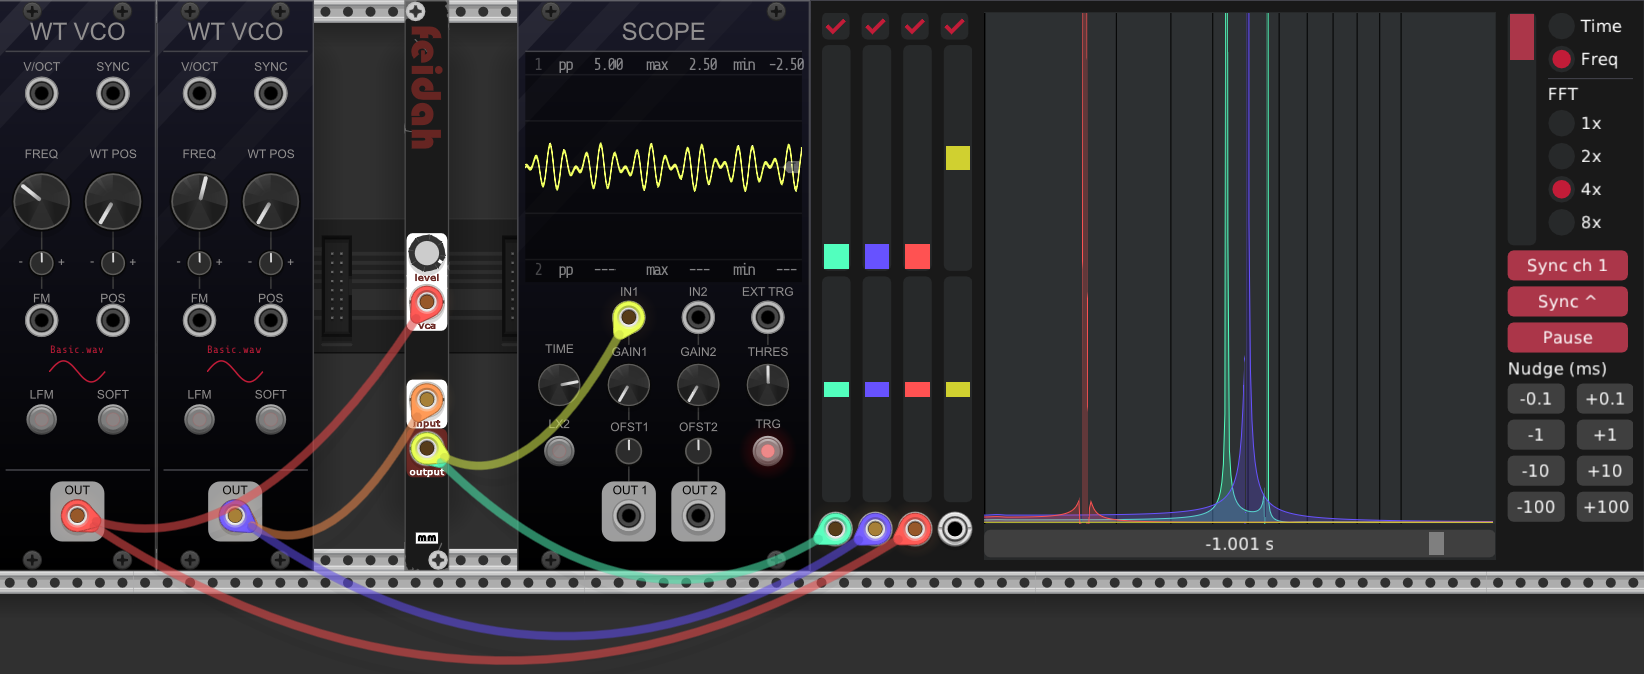 WT VCO
V/OCT SYNC
FREQ WT POS
- + - +
FM POS
Basic.wav
LFM SOFT
OUT
WT VCO
V/OCT SYNC
FREQ WT POS
- + - +
FM POS
Basic.wav
LFM SOFT
OUT
feidah
level
vca
input
output
mm
SCOPE
1 pp 5.00 max 2.50 min -2.50
2 pp --- max --- min ---
IN1 IN2 EXT TRG
TIME GAIN1 GAIN2 THRES
LX2 OFST1 OFST2 TRG
OUT 1 OUT 2
-1.001 s
Time
Freq
FFT
1x
2x
4x
8x
Sync ch 1
Sync ^
Pause
Nudge (ms)
-0.1 +0.1
-1 +1
-10 +10
-100 +100